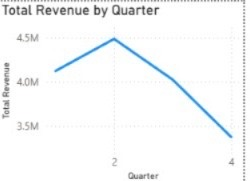 Total Revenue by Quarter
4.5M
4.0M
3.5M
Total Revenue
2
4
Quarter